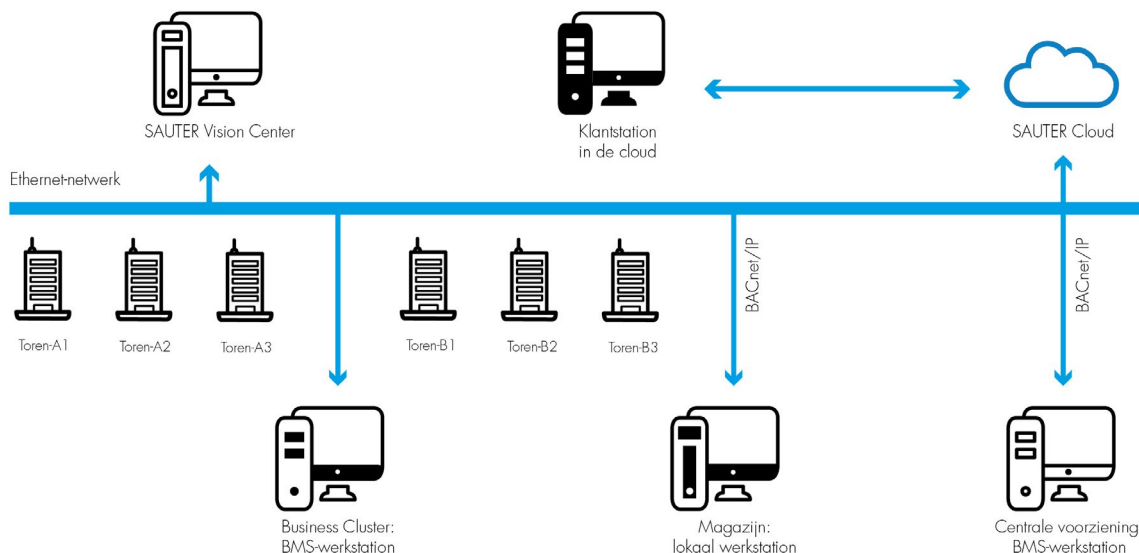 SAUTER Vision Center
Klantstation
in de cloud
SAUTER Cloud
Ethernet-netwerk
BACnet/IP
BACnet/IP
Toren-A1
Toren-A2
Toren-A3
Toren-B1
Toren-B2
Toren-B3
Business Cluster:
BMS-werkstation
Magazijn:
lokaal werkstation
Centrale voorziening
BMS-werkstation